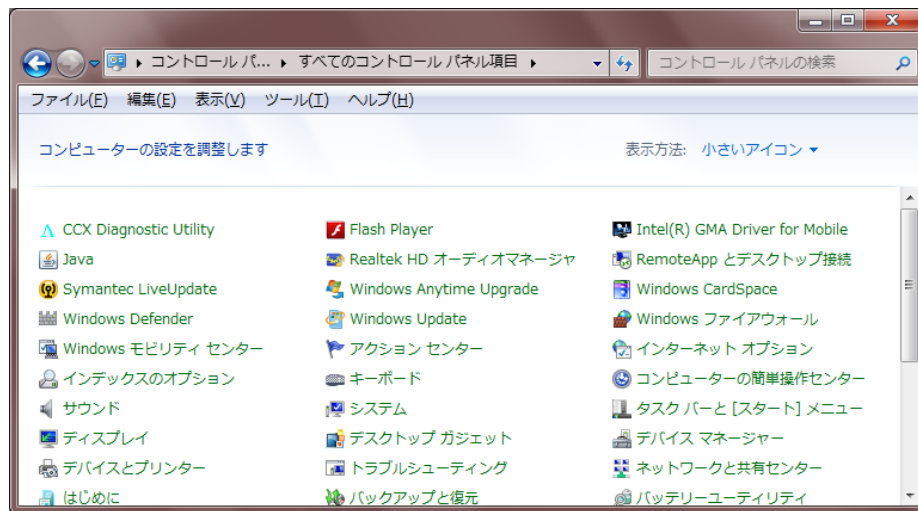 コントロール パ... すべてのコントロール パネル項目 コントロール パネルの検索
ファイル(F) 編集(E) 表示(V) ツール(T) ヘルプ(H)
コンピューターの設定を調整します 表示方法: 小さいアイコン
CCX Diagnostic Utility Flash Player Intel(R) GMA Driver for Mobile
Java Realtek HD オーディオマネージャ RemoteApp とデスクトップ接続
Symantec LiveUpdate Windows Anytime Upgrade Windows CardSpace
Windows Defender Windows Update Windows ファイアウォール
Windows モビリティ センター アクション センター インターネット オプション
インデックスのオプション キーボード コンピューターの簡単操作センター
サウンド システム タスク バーと [スタート] メニュー
ディスプレイ デスクトップ ガジェット デバイス マネージャー
デバイスとプリンター トラブルシューティング ネットワークと共有センター
はじめに バックアップと復元 バッテリーユーティリティ